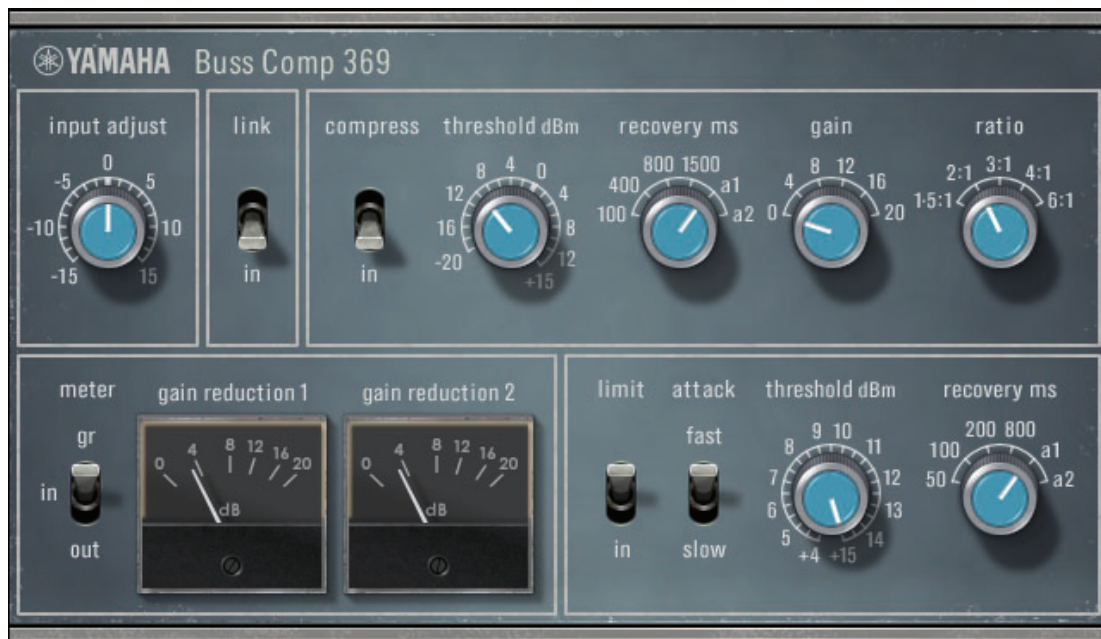 YAMAHA Buss Comp 369
input adjust
-15 -10 -5 0 5 10 15
link
in
compress
in
threshold dBm
-20 16 12 8 4 0 4 8 12 +15
recovery ms
100 400 800 1500 a1 a2
gain
0 4 8 12 16 20
ratio
1·5:1 2:1 3:1 4:1 6:1
meter
gr
in
out
gain reduction 1
0 4 8 12 16 20
dB
gain reduction 2
0 4 8 12 16 20
dB
limit
in
attack
fast
slow
threshold dBm
+4 5 6 7 8 9 10 11 12 13 14 +15
recovery ms
50 100 200 800 a1 a2